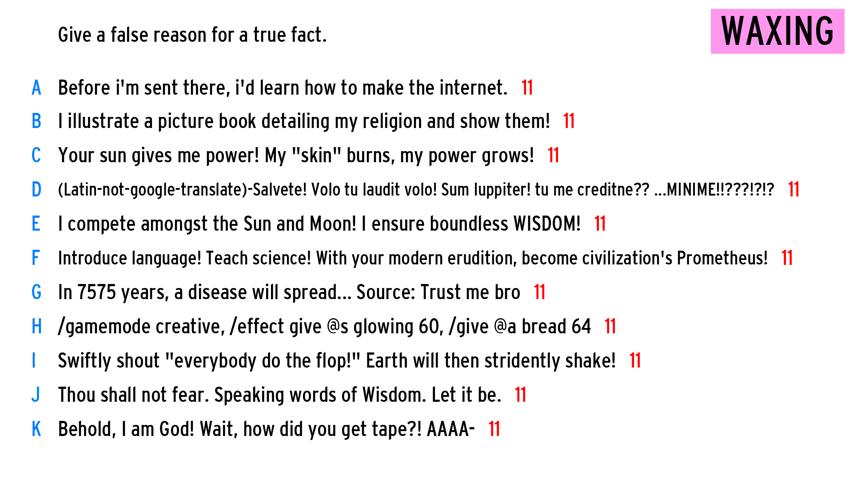 Give a false reason for a true fact.
WAXING
A Before i'm sent there, i'd learn how to make the internet. 11
B I illustrate a picture book detailing my religion and show them! 11
C Your sun gives me power! My "skin" burns, my power grows! 11
D (Latin-not-google-translate)-Salvete! Volo tu laudit volo! Sum Iuppiter! tu me creditne?? ...MINIME!!???!?!? 11
E I compete amongst the Sun and Moon! I ensure boundless WISDOM! 11
F Introduce language! Teach science! With your modern erudition, become civilization's Prometheus! 11
G In 7575 years, a disease will spread... Source: Trust me bro 11
H /gamemode creative, /effect give @s glowing 60, /give @a bread 64 11
I Swiftly shout "everybody do the flop!" Earth will then stridently shake! 11
J Thou shall not fear. Speaking words of Wisdom. Let it be. 11
K Behold, I am God! Wait, how did you get tape?! AAAA- 11